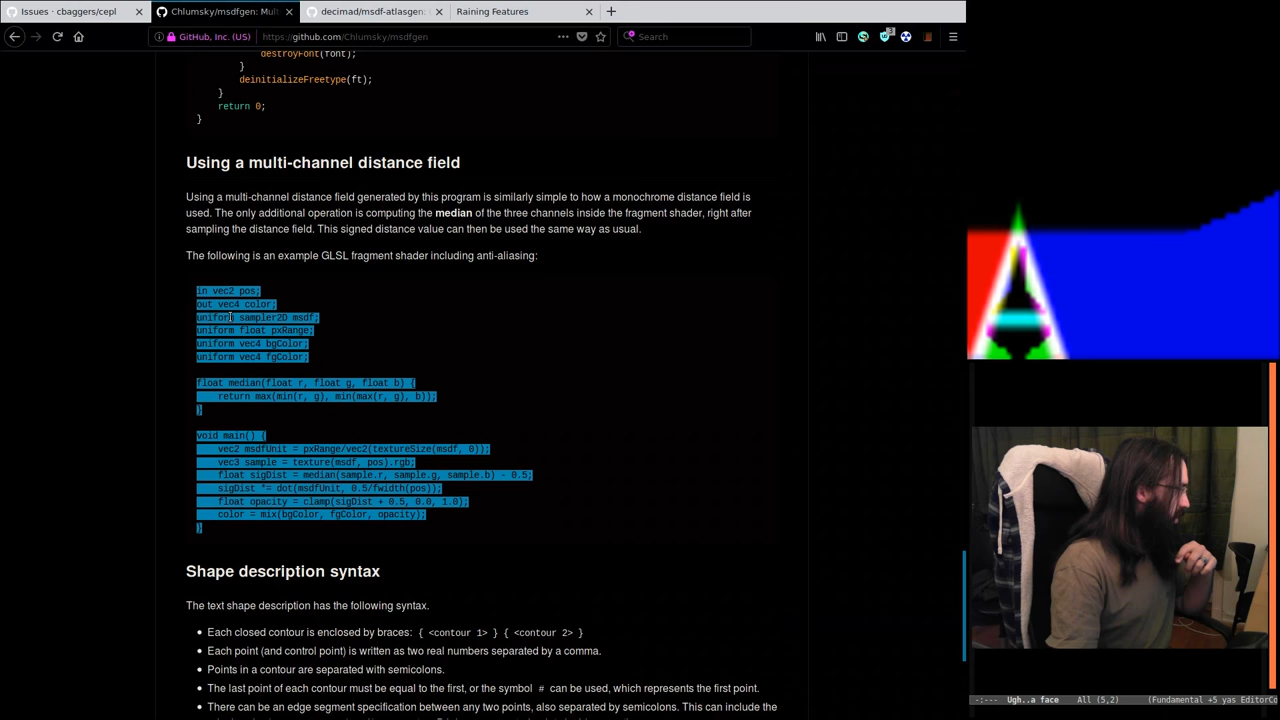 Issues · cbaggers/cepl
Chlumsky/msdfgen: Mult
decimad/msdf-atlasgen:
Raining Features
GitHub, Inc. (US)
https://github.com/Chlumsky/msdfgen
Search
3
destroyFont(font);
}
deinitializeFreetype(ft);
}
return 0;
}
Using a multi-channel distance field
Using a multi-channel distance field generated by this program is similarly simple to how a monochrome distance field is
used. The only additional operation is computing the median of the three channels inside the fragment shader, right after
sampling the distance field. This signed distance value can then be used the same way as usual.
The following is an example GLSL fragment shader including anti-aliasing:
in vec2 pos;
out vec4 color;
uniform sampler2D msdf;
uniform float pxRange;
uniform vec4 bgColor;
uniform vec4 fgColor;
float median(float r, float g, float b) {
return max(min(r, g), min(max(r, g), b));
}
void main() {
vec2 msdfUnit = pxRange/vec2(textureSize(msdf, 0));
vec3 sample = texture(msdf, pos).rgb;
float sigDist = median(sample.r, sample.g, sample.b) - 0.5;
sigDist *= dot(msdfUnit, 0.5/fwidth(pos));
float opacity = clamp(sigDist + 0.5, 0.0, 1.0);
color = mix(bgColor, fgColor, opacity);
}
Shape description syntax
The text shape description has the following syntax.
Each closed contour is enclosed by braces: { <contour 1> } { <contour 2> }
Each point (and control point) is written as two real numbers separated by a comma.
Points in a contour are separated with semicolons.
The last point of each contour must be equal to the first, or the symbol # can be used, which represents the first point.
There can be an edge segment specification between any two points, also separated by semicolons. This can include the
-:--- Ugh..a face All (5,2) (Fundamental +5 yas EditorCo